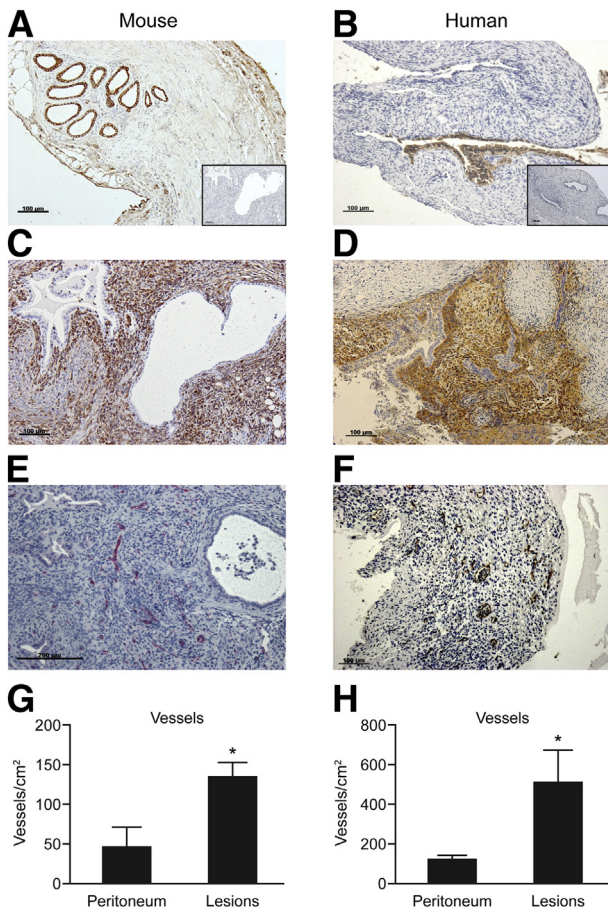 A Mouse
B Human
100 µm
100 µm
C
D
100 µm
100 µm
E
F
200 µm
100 µm
G
H
Vessels
Vessels
Vessels/cm²
200
150
100
50
0
*
Peritoneum Lesions
Vessels/cm²
800
600
400
200
0
*
Peritoneum Lesions